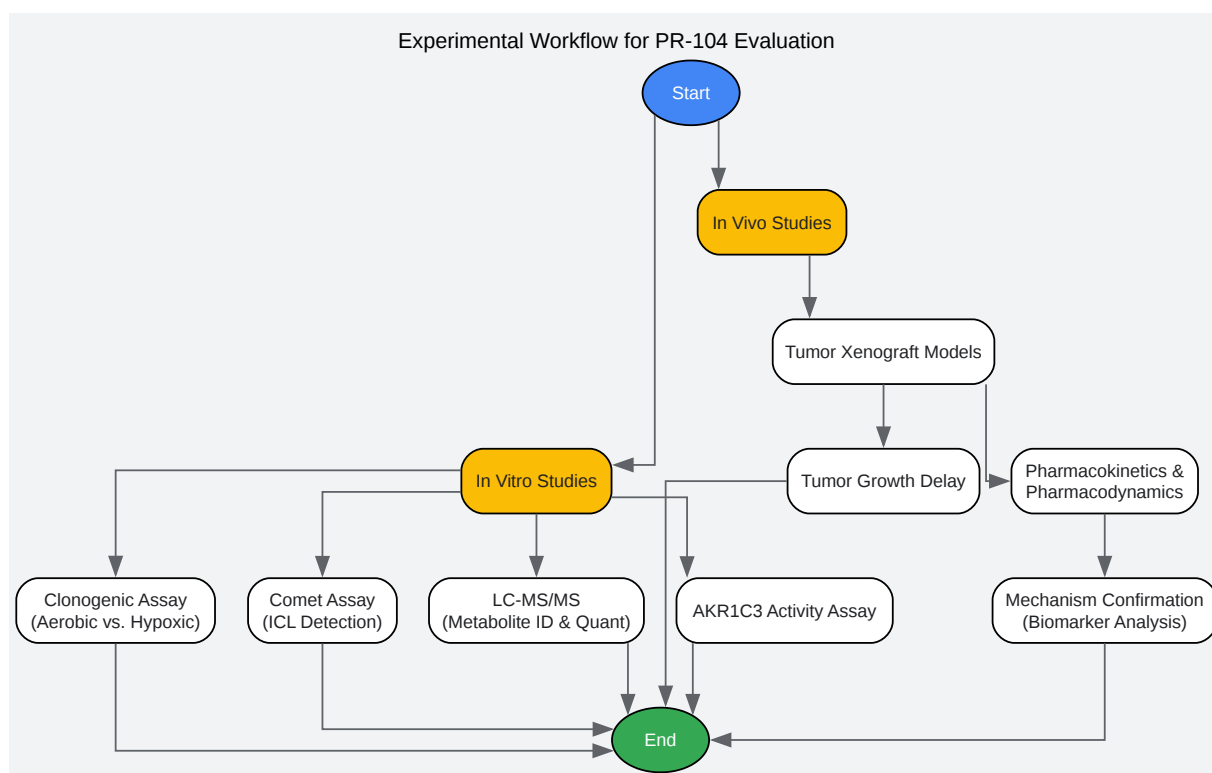 Experimental Workflow for PR-104 Evaluation
Start
In Vivo Studies
Tumor Xenograft Models
In Vitro Studies
Tumor Growth Delay
Pharmacokinetics &
Pharmacodynamics
Clonogenic Assay
(Aerobic vs. Hypoxic)
Comet Assay
(ICL Detection)
LC-MS/MS
(Metabolite ID & Quant)
AKR1C3 Activity Assay
Mechanism Confirmation
(Biomarker Analysis)
End